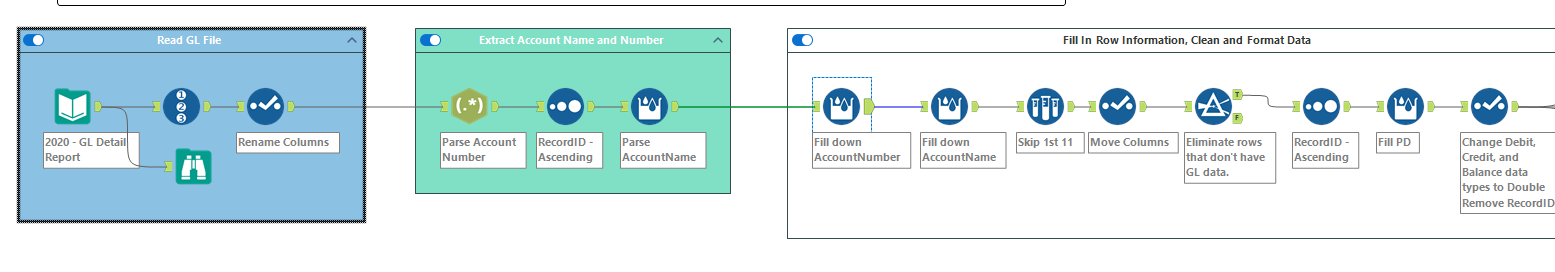 Read GL File
Extract Account Name and Number
Fill In Row Information, Clean and Format Data
1
2
3
2020 - GL Detail
Report
Rename Columns
(.*)
Parse Account
Number
RecordID -
Ascending
Parse
AccountName
Fill down
AccountNumber
Fill down
AccountName
Skip 1st 11
Move Columns
T
F
Eliminate rows
that don't have
GL data.
RecordID -
Ascending
Fill PD
Change Debit,
Credit, and
Balance data
types to Double
Remove RecordID